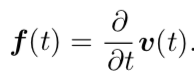 𝒇(t) = ∂/∂t 𝒗(t).